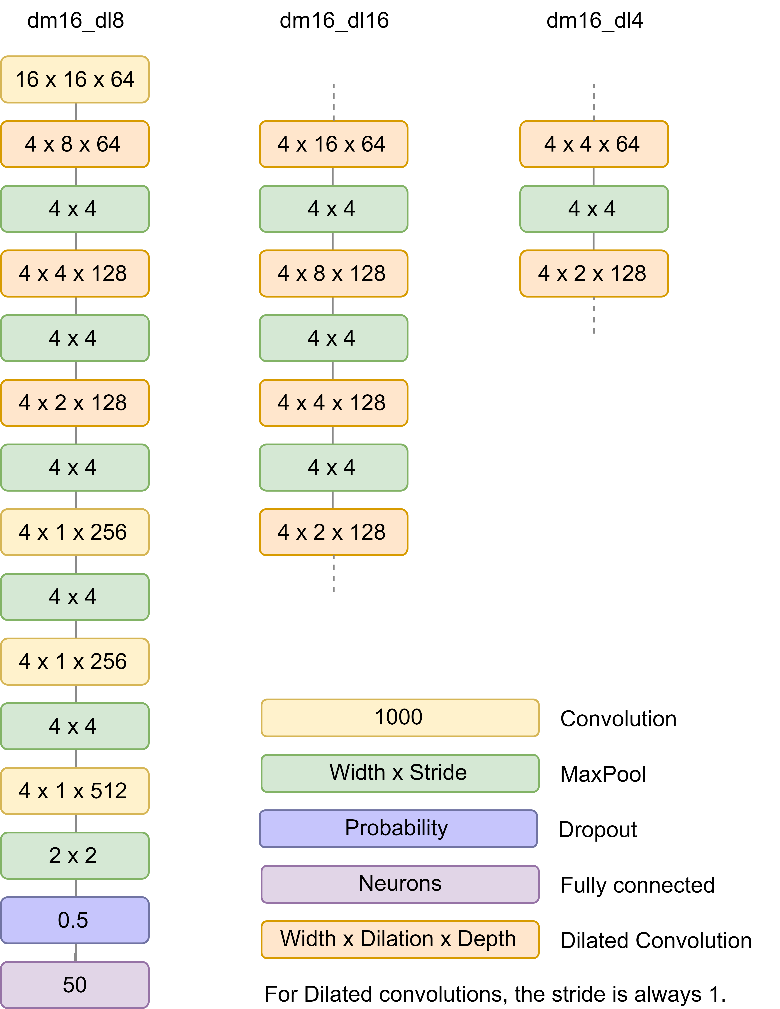 dm16_dl8
16 x 16 x 64
4 x 8 x 64
4 x 4
4 x 4 x 128
4 x 4
4 x 2 x 128
4 x 4
4 x 1 x 256
4 x 4
4 x 1 x 256
4 x 4
4 x 1 x 512
2 x 2
0.5
50
dm16_dl16
4 x 16 x 64
4 x 4
4 x 8 x 128
4 x 4
4 x 4 x 128
4 x 4
4 x 2 x 128
dm16_dl4
4 x 4 x 64
4 x 4
4 x 2 x 128
1000 Convolution
Width x Stride MaxPool
Probability Dropout
Neurons Fully connected
Width x Dilation x Depth Dilated Convolution
For Dilated convolutions, the stride is always 1.